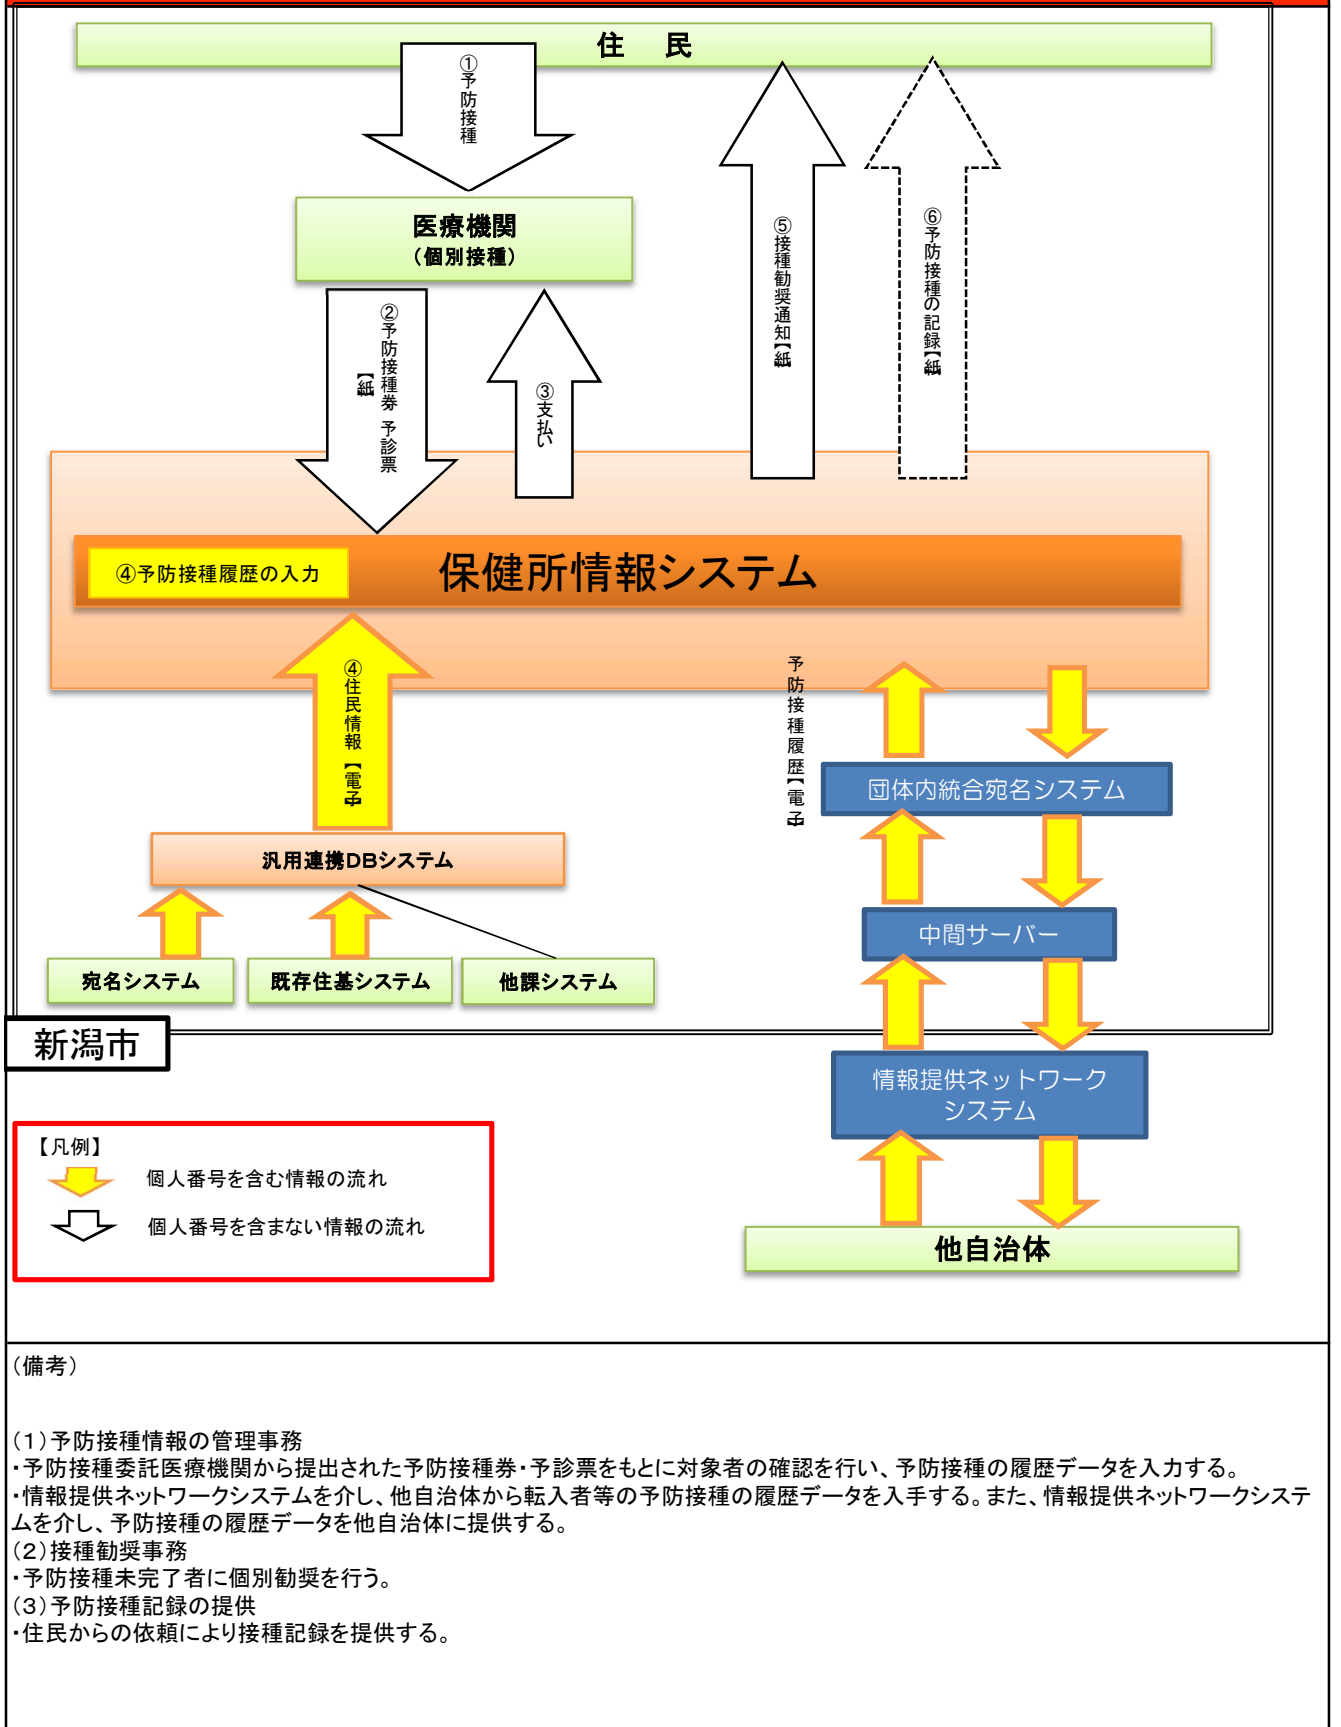 住　民
①予防接種
医療機関
（個別接種）
②予防接種券 予診票
【紙】
③支払い
⑤接種勧奨通知【紙】
⑥予防接種の記録【紙】
④予防接種履歴の入力
保健所情報システム
④住民情報【電子】
予防接種履歴【電子】
団体内統合宛名システム
汎用連携DBシステム
中間サーバー
宛名システム
既存住基システム
他課システム
新潟市
情報提供ネットワーク
システム
【凡例】
個人番号を含む情報の流れ
個人番号を含まない情報の流れ
他自治体
（備考）
（１）予防接種情報の管理事務
・予防接種委託医療機関から提出された予防接種券・予診票をもとに対象者の確認を行い、予防接種の履歴データを入力する。
・情報提供ネットワークシステムを介し、他自治体から転入者等の予防接種の履歴データを入手する。また、情報提供ネットワークシステ
ムを介し、予防接種の履歴データを他自治体に提供する。
（２）接種勧奨事務
・予防接種未完了者に個別勧奨を行う。
（３）予防接種記録の提供
・住民からの依頼により接種記録を提供する。